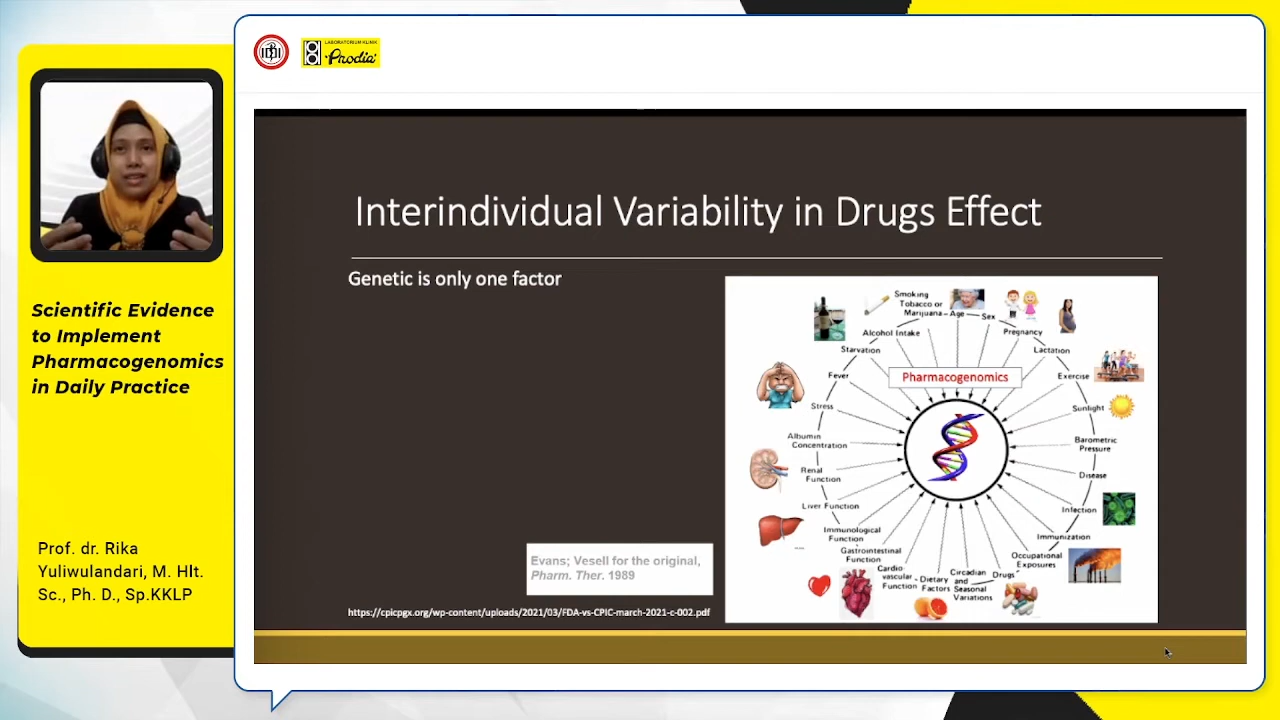 IDI
LABORATORIUM KLINIK
Prodia
Scientific Evidence
to Implement
Pharmacogenomics
in Daily Practice
Prof. dr. Rika
Yuliwulandari, M. Hlt.
Sc., Ph. D., Sp.KKLP
Interindividual Variability in Drugs Effect
Genetic is only one factor
Evans; Vesell for the original,
Pharm. Ther. 1989
https://cpicpgx.org/wp-content/uploads/2021/03/FDA-vs-CPIC-march-2021-c-002.pdf
Pharmacogenomics
Smoking
Tobacco or
Marijuana
Age
Sex
Pregnancy
Lactation
Exercise
Sunlight
Barometric
Pressure
Disease
Infection
Immunization
Occupational
Exposures
Drugs
Circadian
and
Seasonal
Variations
Dietary
Factors
Cardio-
vascular
Function
Gastrointestinal
Function
Immunological
Function
Liver Function
Renal
Function
Albumin
Concentration
Stress
Fever
Starvation
Alcohol Intake